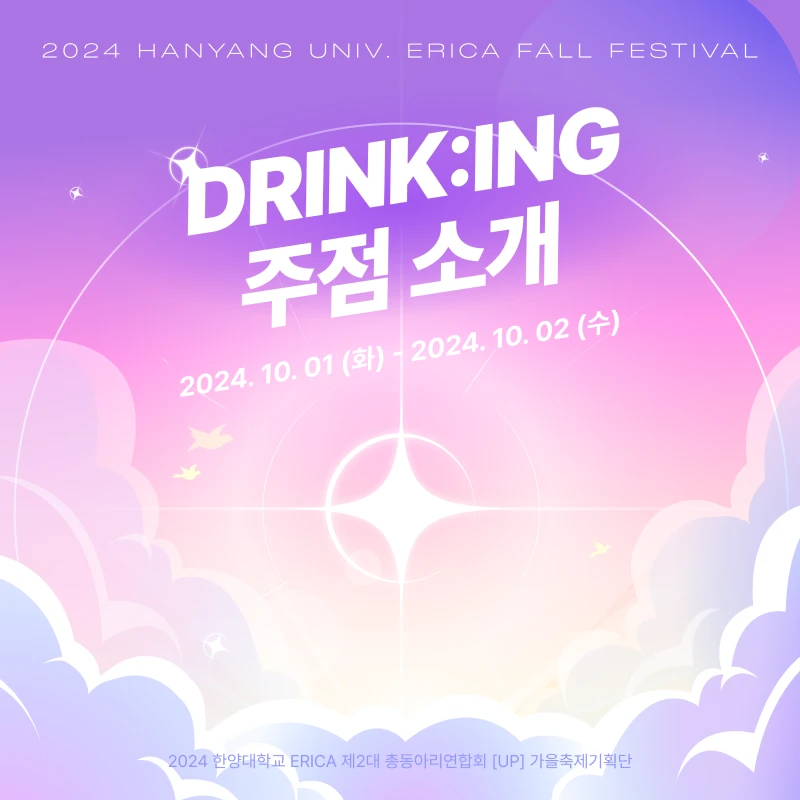 2024 HANYANG UNIV. ERICA FALL FESTIVAL
DRINK:ING
주점 소개
2024. 10. 01 (화) - 2024. 10. 02 (수)
2024 한양대학교 ERICA 제2대 총동아리연합회 [UP] 가을축제기획단